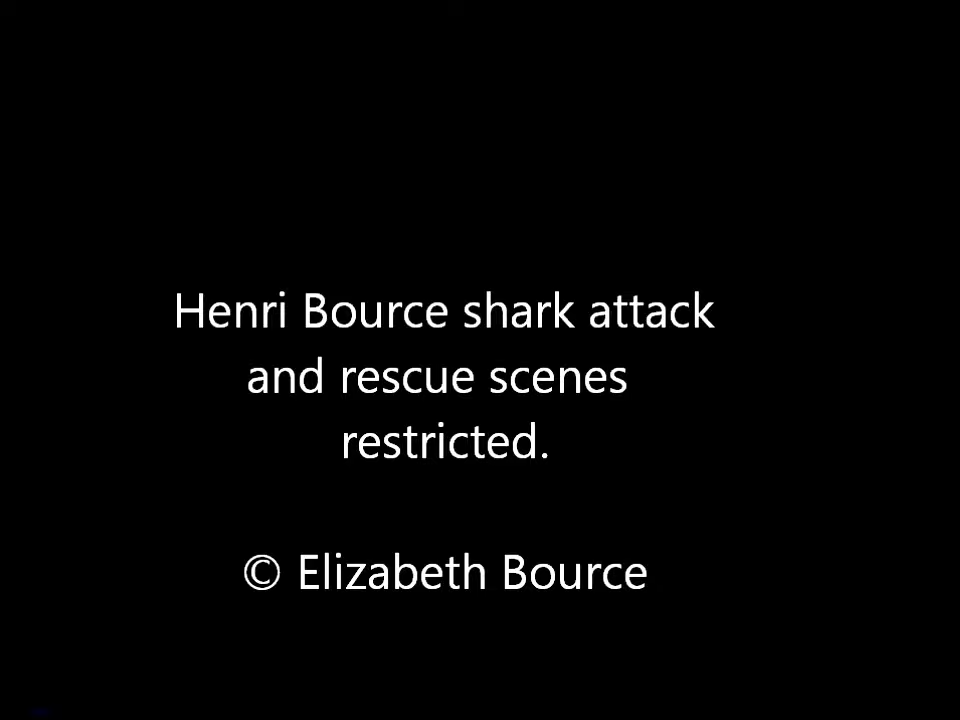 Henri Bource shark attack
and rescue scenes
restricted.
© Elizabeth Bource